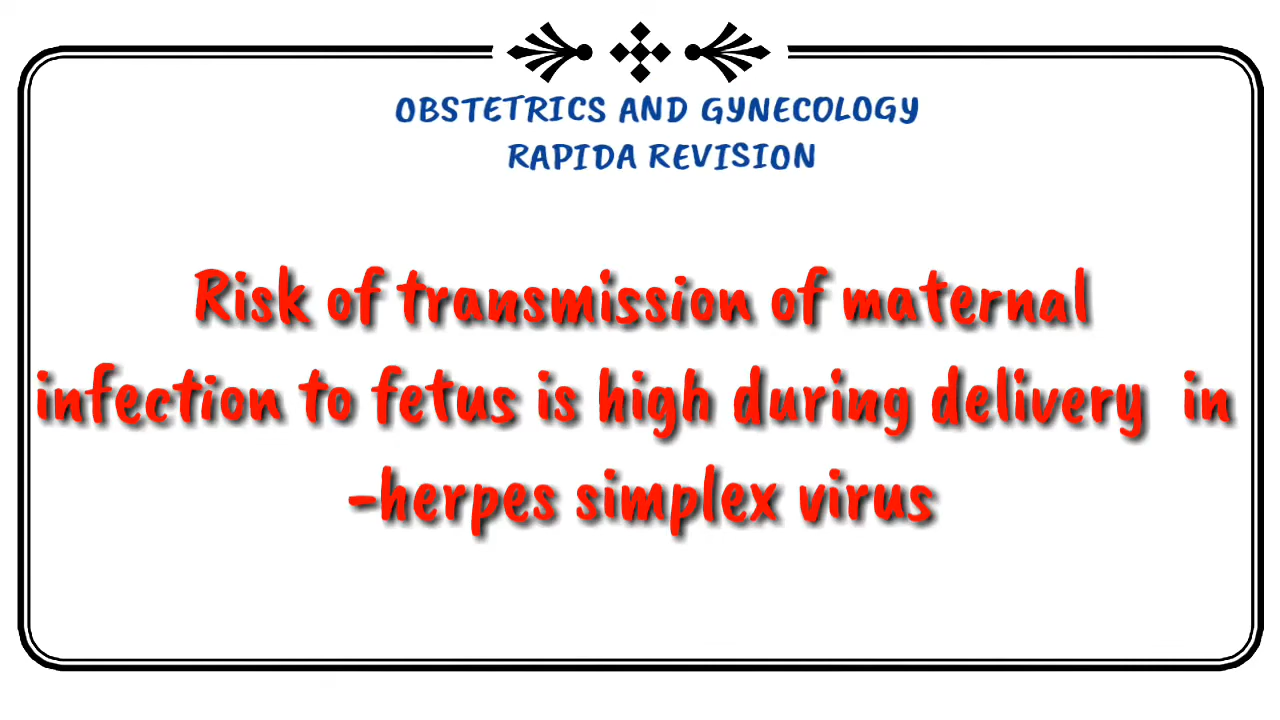 OBSTETRICS AND GYNECOLOGY
RAPIDA REVISION
Risk of transmission of maternal
infection to fetus is high during delivery in
-herpes simplex virus